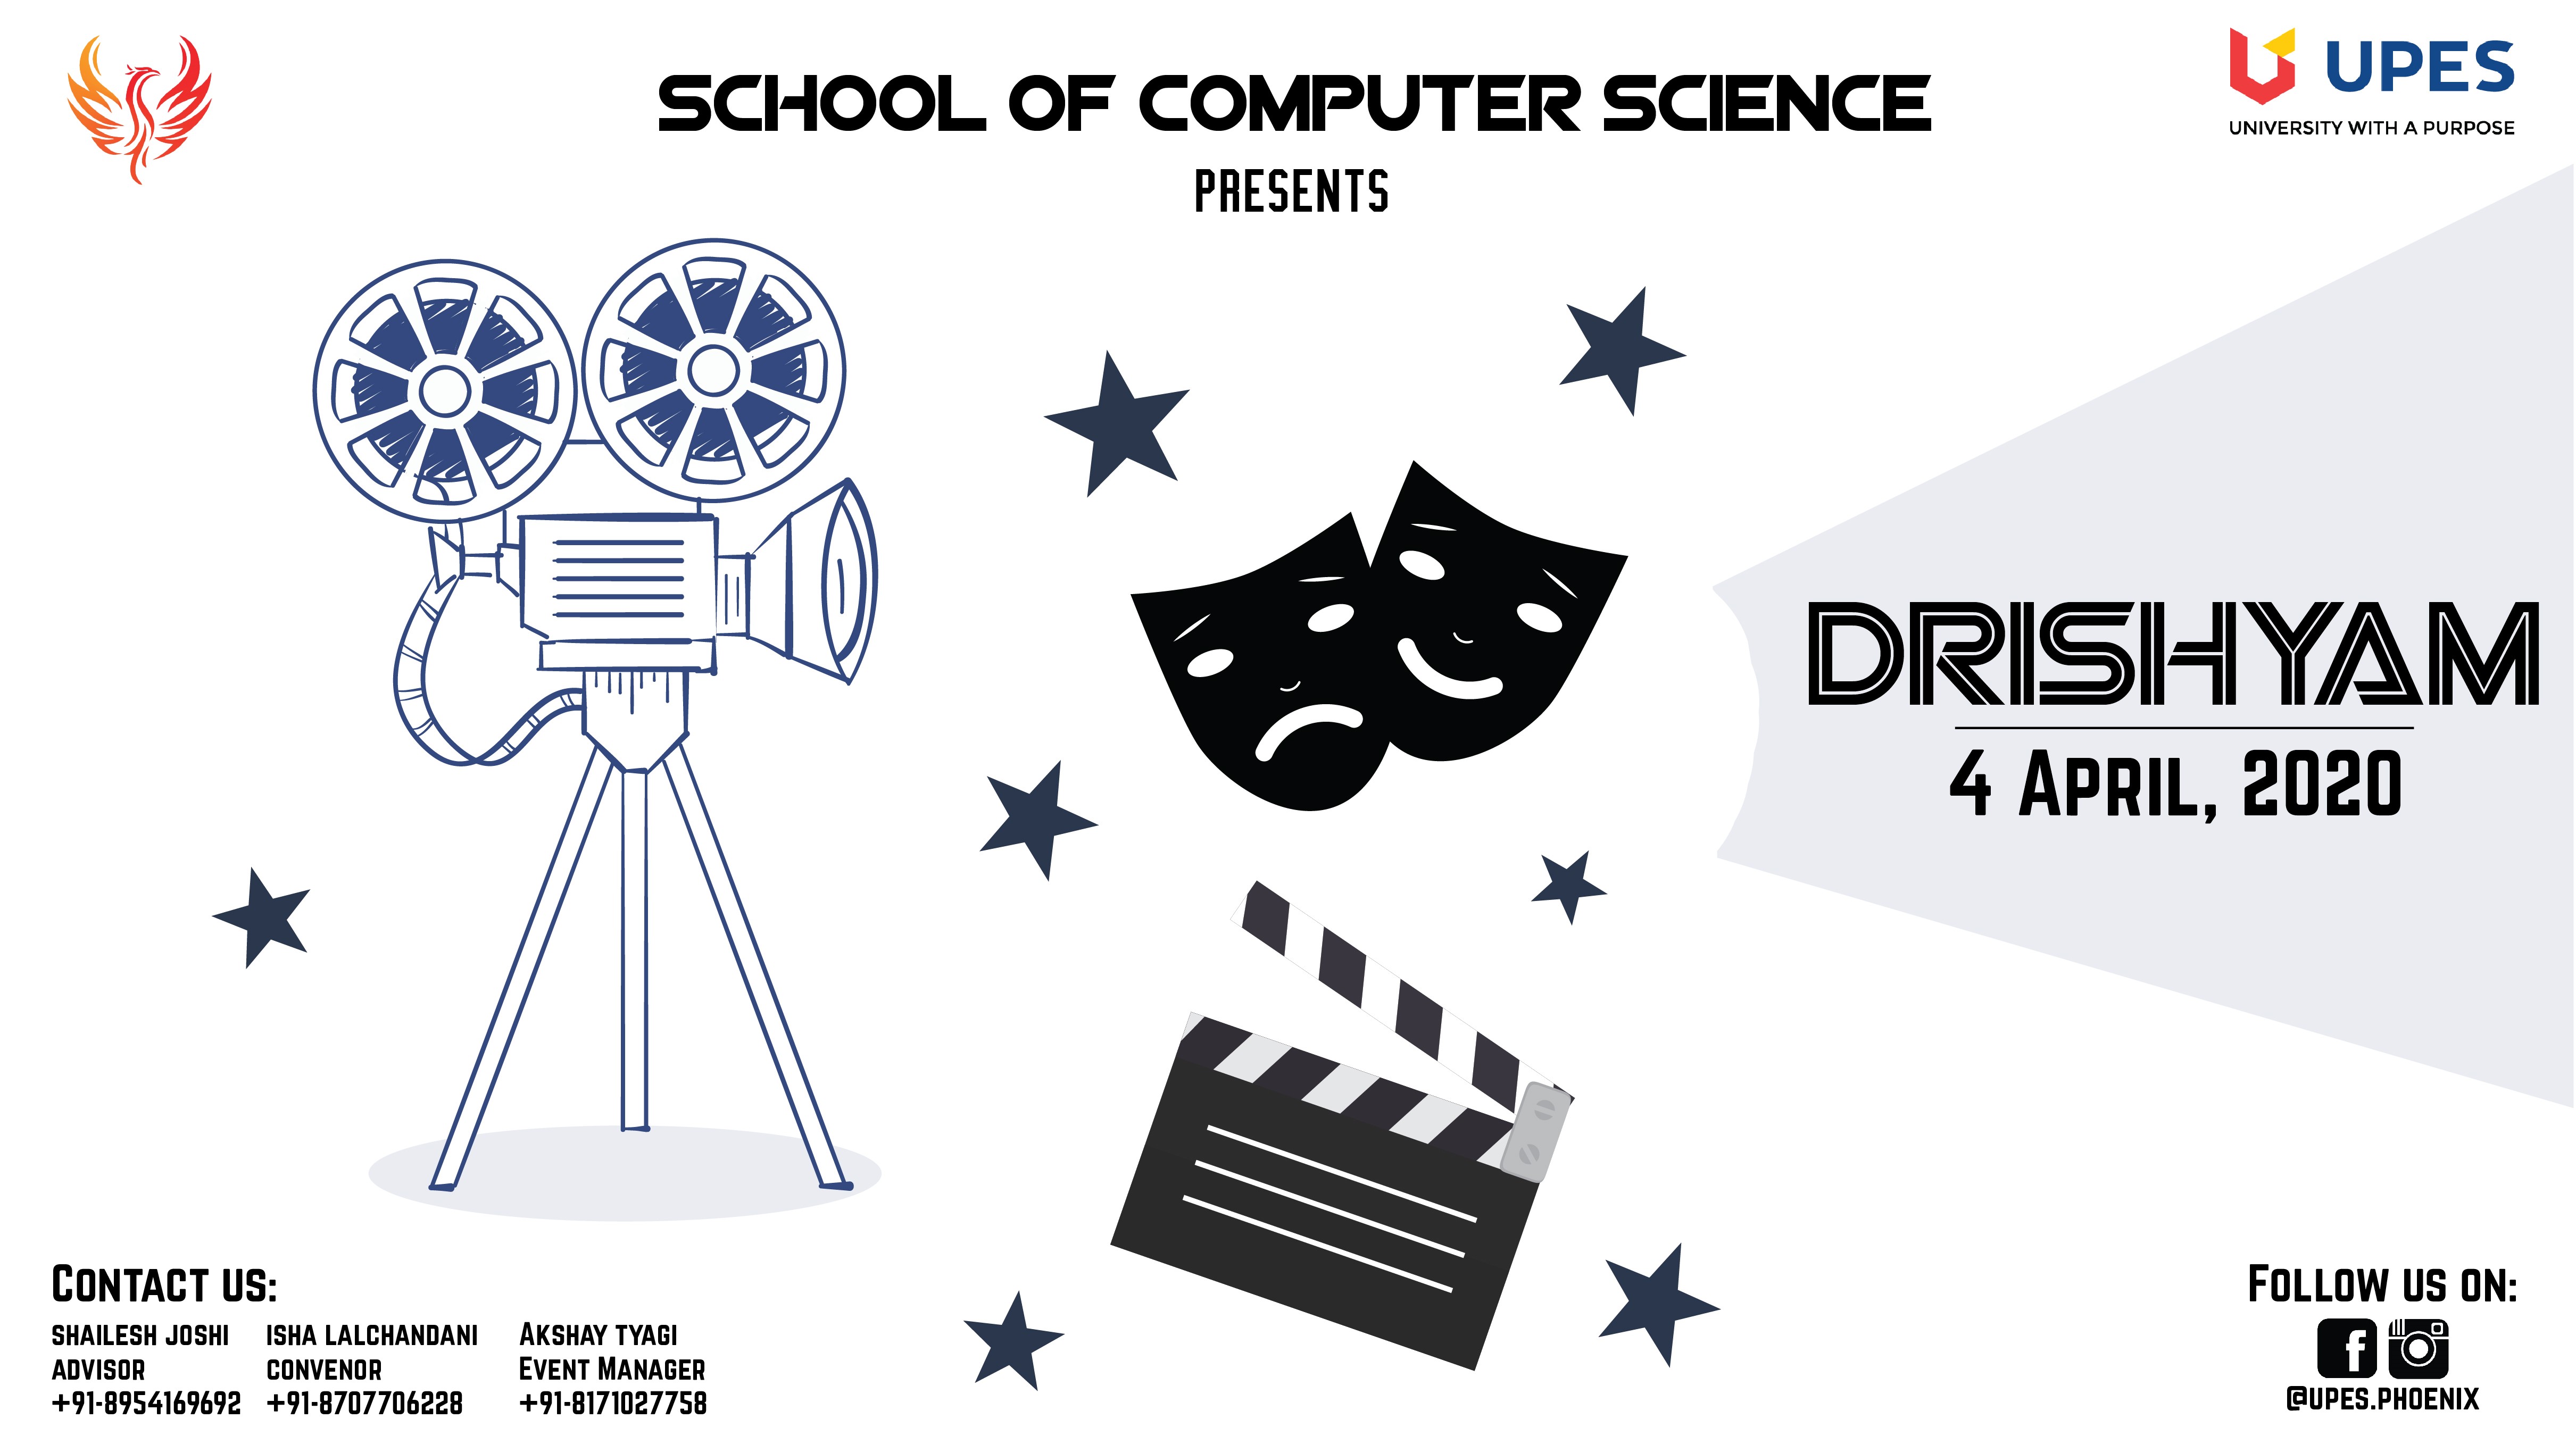 UPES
UNIVERSITY WITH A PURPOSE
SCHOOL OF COMPUTER SCIENCE
PRESENTS
DRISHYAM
4 April, 2020
Contact us:
shailesh joshi
advisor
+91-8954169692
isha lalchandani
convenor
+91-8707706228
Akshay tyagi
Event Manager
+91-8171027758
Follow us on:
@upes.phoenix